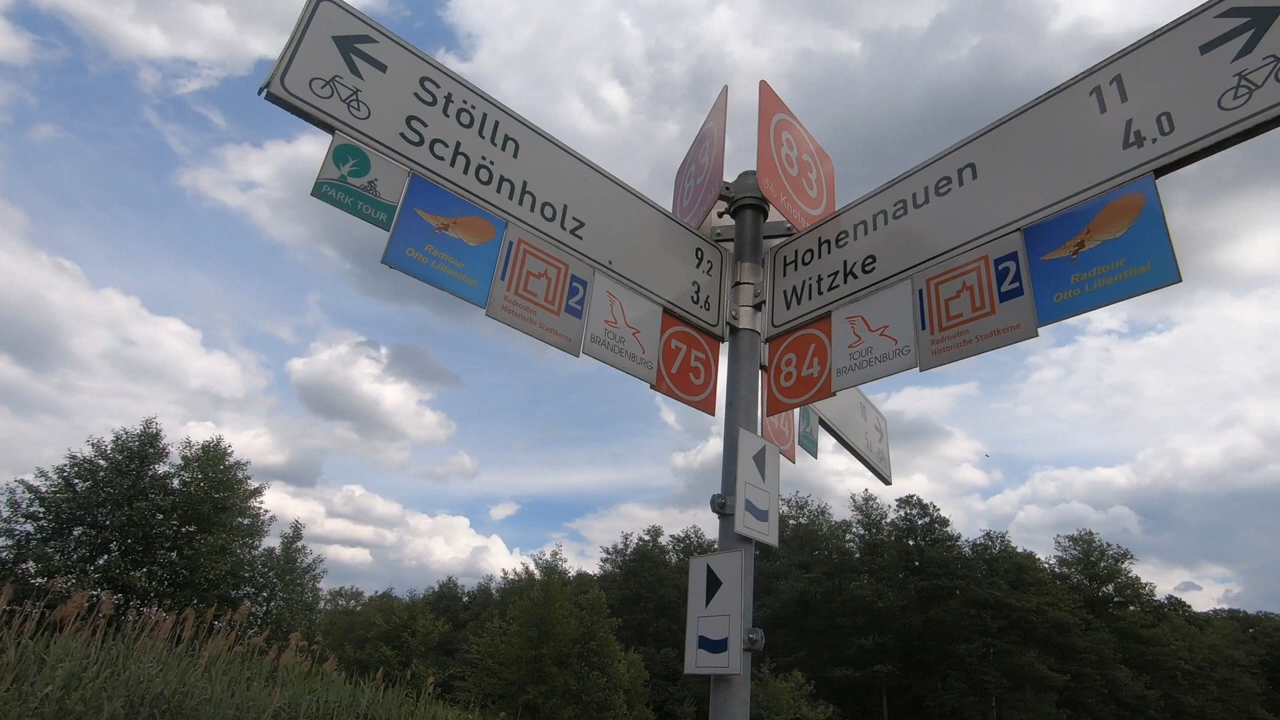 Stölln 9.2
Schönholz 3.6
PARK TOUR
Radtour
Otto Lilienthal
Radrouten
Historische Stadtkerne
2
TOUR
BRANDENBURG
75
83
83
Hohennauen 11
Witzke 4.0
84
TOUR
BRANDENBURG
Radrouten
Historische Stadtkerne
2
Radtour
Otto Lilienthal